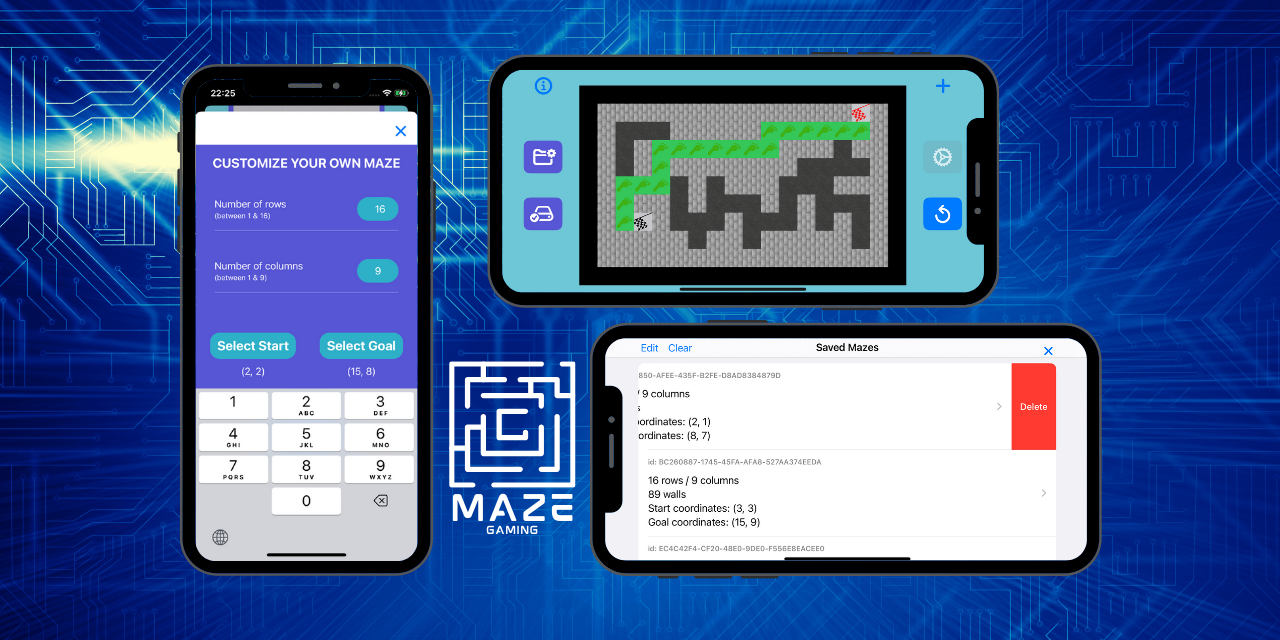 22:25
CUSTOMIZE YOUR OWN MAZE
Number of rows
(between 1 & 16)
16
Number of columns
(between 1 & 9)
9
Select Start
Select Goal
(2, 2)
(15, 8)
1
2
ABC
3
DEF
4
GHI
5
JKL
6
MNO
7
PQRS
8
TUV
9
WXYZ
0
MAZE
GAMING
Edit
Clear
Saved Mazes
850-AFEE-435F-B2FE-D8AD8384879D
/ 9 columns
s
ordinates: (2, 1)
ordinates: (8, 7)
Delete
id: BC260887-1745-45FA-AFA8-527AA374EEDA
16 rows / 9 columns
89 walls
Start coordinates: (3, 3)
Goal coordinates: (15, 9)
id: EC4C42F4-CF20-48E0-9DE0-F556E8EACEE0